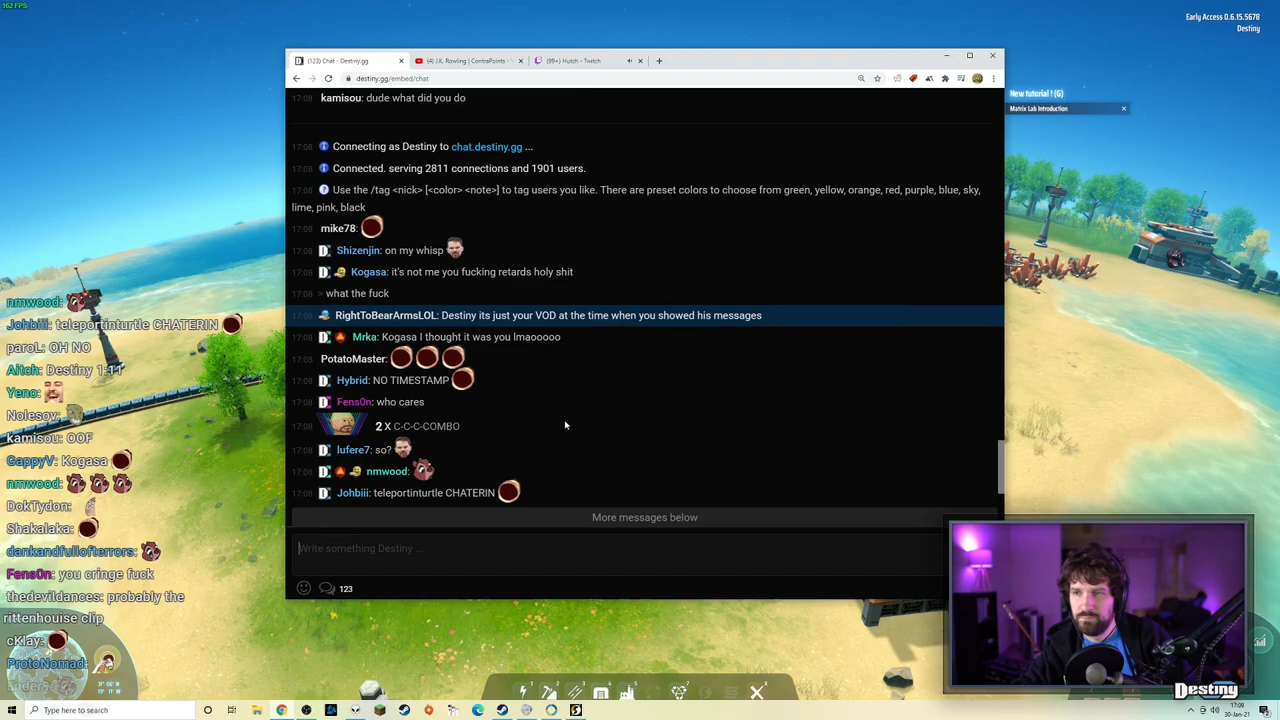 162 FPS
Early Access 0.6.15.5678
Destiny
(123) Chat - Destiny.gg
(4) J.K. Rowling | ContraPoints -
(99+) Hutch - Twitch
destiny.gg/embed/chat
New tutorial ! (G)
Matrix Lab Introduction
17:08 kamisou: dude what did you do
17:08 Connecting as Destiny to chat.destiny.gg ...
17:08 Connected. serving 2811 connections and 1901 users.
17:08 Use the /tag <nick> [<color> <note>] to tag users you like. There are preset colors to choose from green, yellow, orange, red, purple, blue, sky,
lime, pink, black
17:08 mike78:
17:08 Shizenjin: on my whisp
17:08 Kogasa: it's not me you fucking retards holy shit
17:08 > what the fuck
17:08 RightToBearArmsLOL: Destiny its just your VOD at the time when you showed his messages
17:08 Mrka: Kogasa I thought it was you lmaooooo
17:08 PotatoMaster:
17:08 Hybrid: NO TIMESTAMP
17:08 Fens0n: who cares
17:08 2 X C-C-C-COMBO
17:08 lufere7: so?
17:08 nmwood:
17:08 Johbiii: teleportinturtle CHATERIN
More messages below
Write something Destiny ...
123
nmwood:
Johbiii: teleportinturtle CHATERIN
paroL: OH NO
Aitch: Destiny 1:11
Yeno:
Nolesov:
kamisou: OOF
GappyV: Kogasa
nmwood:
DokTydon:
Shakalaka:
dankandfullofterrors:
Fens0n: you cringe fuck
thedevildances: probably the
rittenhouise clip
cKlay:
ProtoNomad:
Destiny
Type here to search
17:09
30-Jan-21